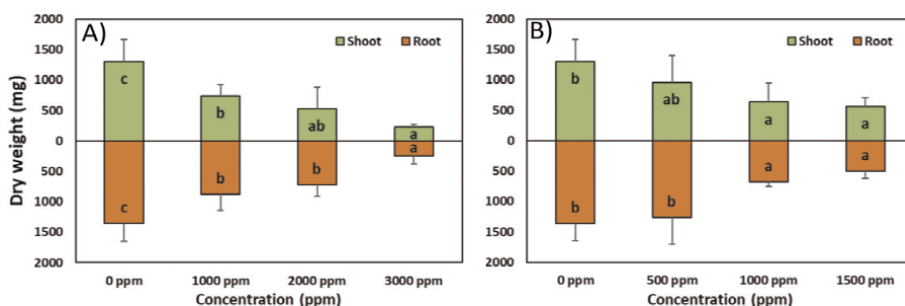 A)
Shoot Root
Dry weight (mg)
2000
1500
1000
500
0
500
1000
1500
2000
c b ab a
c b b a
0 ppm 1000 ppm 2000 ppm 3000 ppm
Concentration (ppm)
B)
Shoot Root
2000
1500
1000
500
0
500
1000
1500
2000
b ab a a
b b a a
0 ppm 500 ppm 1000 ppm 1500 ppm
Concentration (ppm)